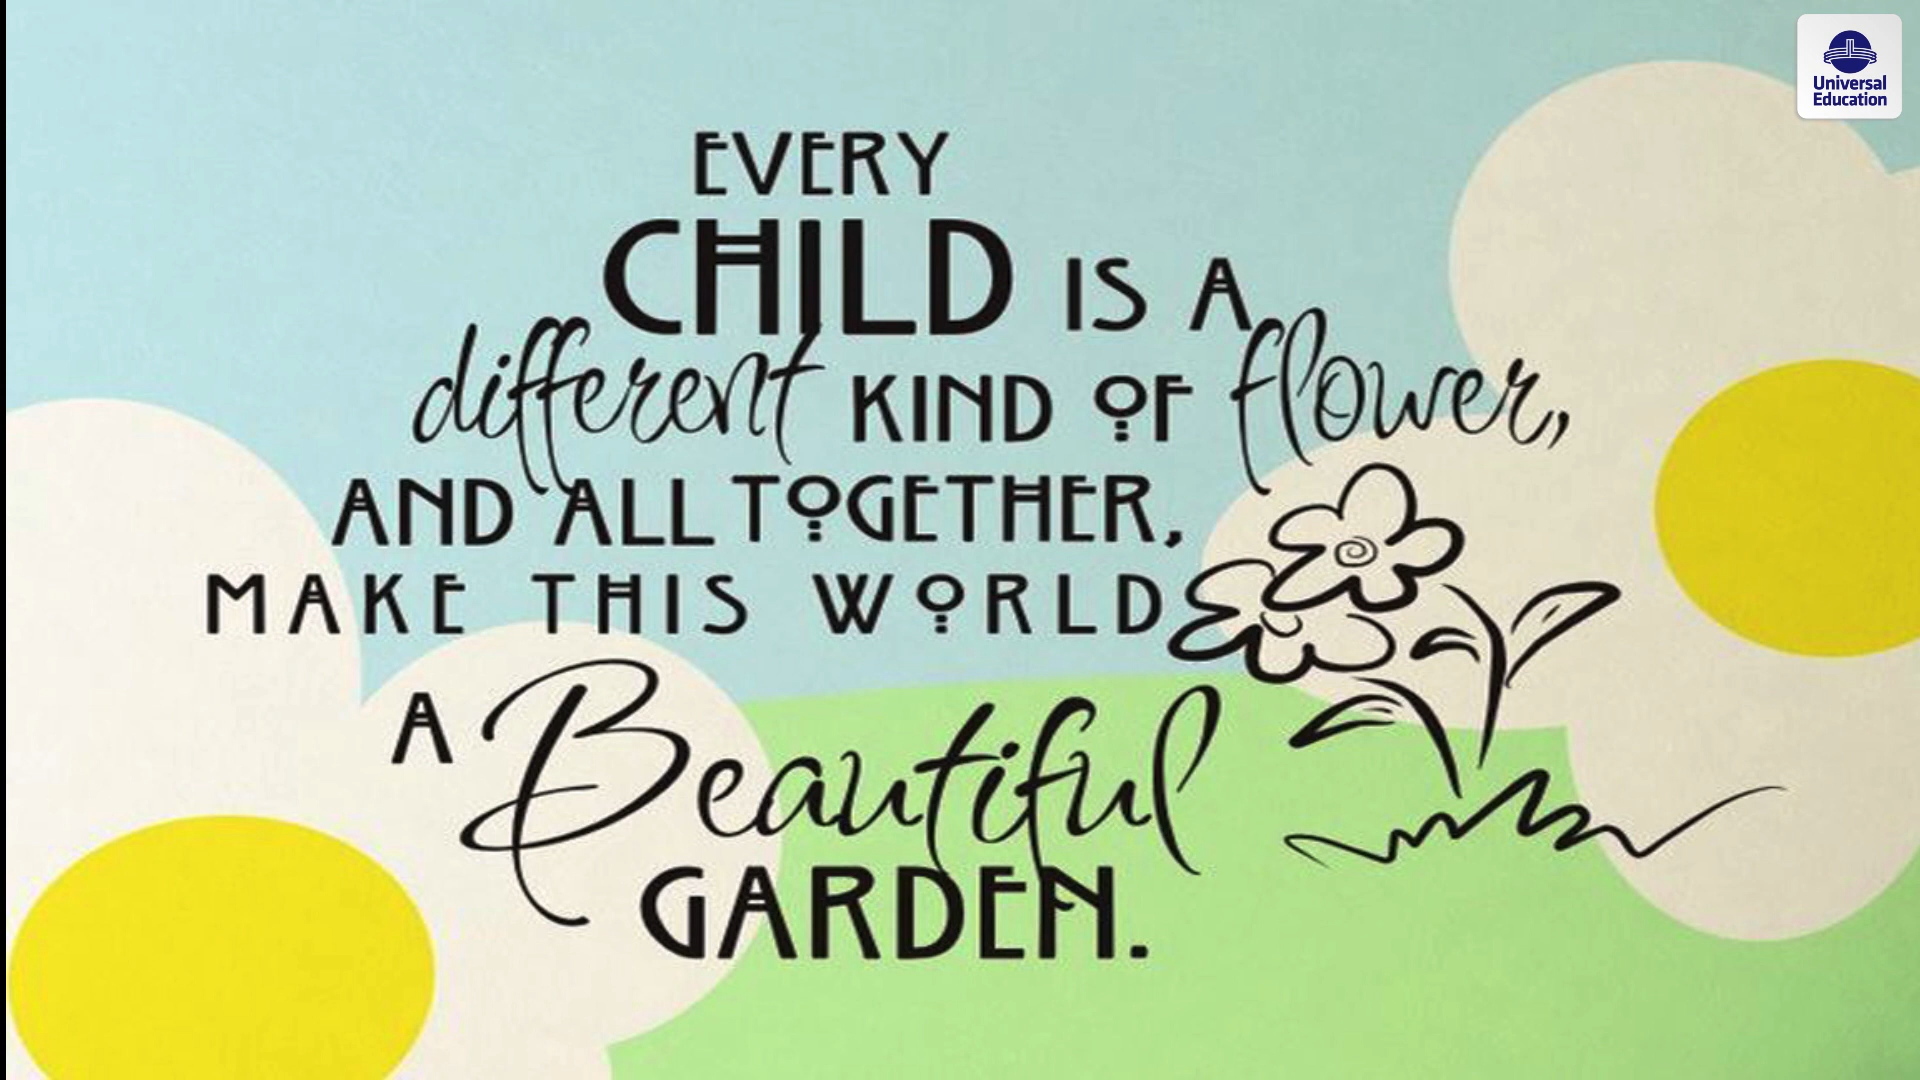 Universal
Education
EVERY
CHILD IS A
different KIND OF flower,
AND ALL TOGETHER,
MAKE THIS WORLD
A Beautiful
GARDEN.